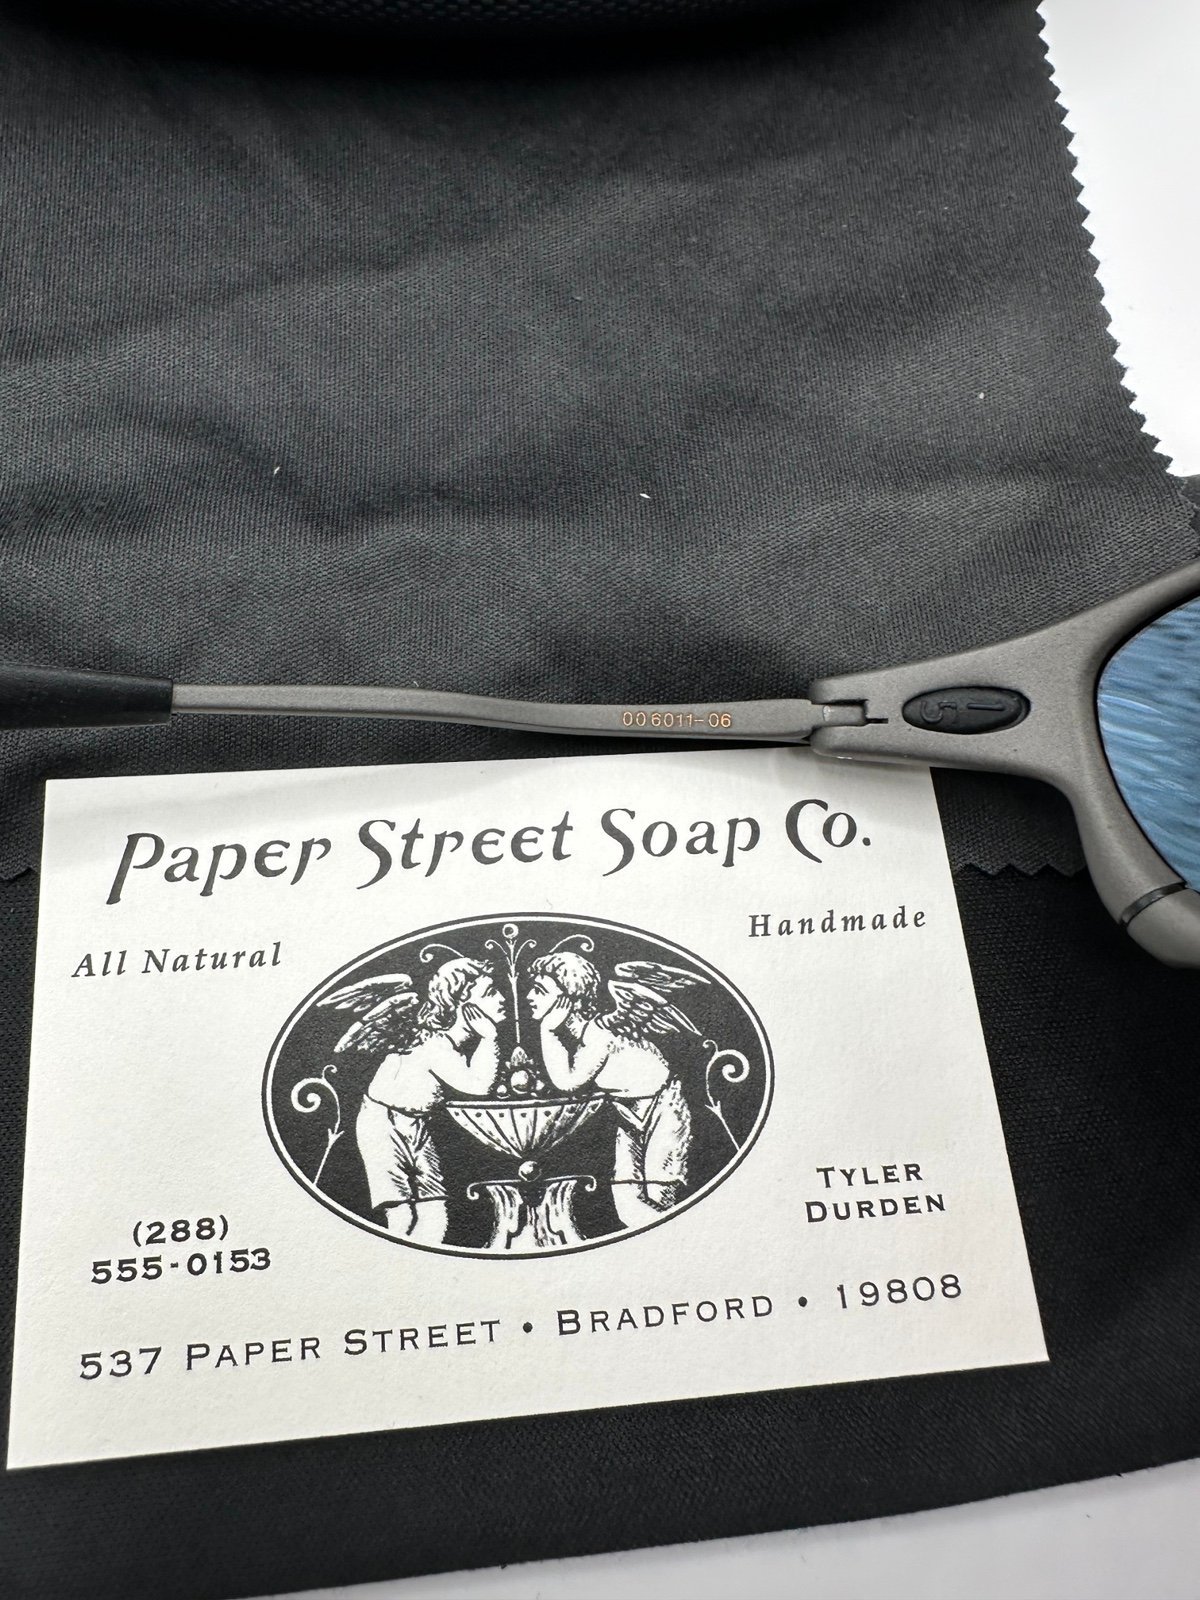 006011-06
Paper Street Soap Co.
All Natural
Handmade
Tyler
Durden
(288)
555-0153
537 Paper Street • Bradford • 19808